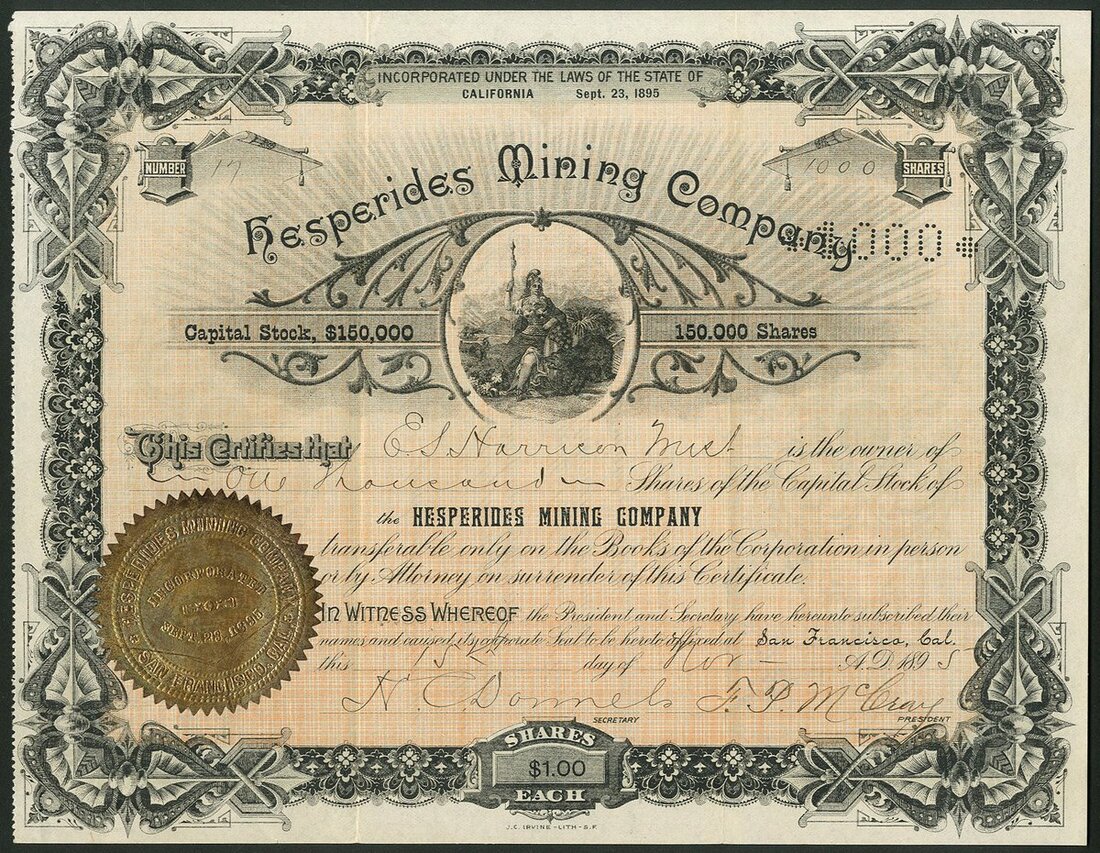 INCORPORATED UNDER THE LAWS OF THE STATE OF
CALIFORNIA Sept. 23, 1895
NUMBER 17
1000 SHARES
Hesperides Mining Company
1000
Capital Stock, $150,000
150.000 Shares
This Certifies that E S Harrison Trust is the owner of
One Thousand Shares of the Capital Stock of
the HESPERIDES MINING COMPANY
transferable only on the Books of the Corporation in person
or by Attorney on surrender of this Certificate.
IN WITNESS WHEREOF the President and Secretary have hereunto subscribed their
names and caused its corporate Seal to be hereto affixed at San Francisco, Cal.
this day of Nov A.D. 1895
HESPERIDES MINING COMPANY
INCORPORATED
SEPT. 23, 1895
SAN FRANCISCO, CAL.
SECRETARY
F. P. McCray
PRESIDENT
SHARES
$1.00
EACH
J.C. IRVINE-LITH-S.F.